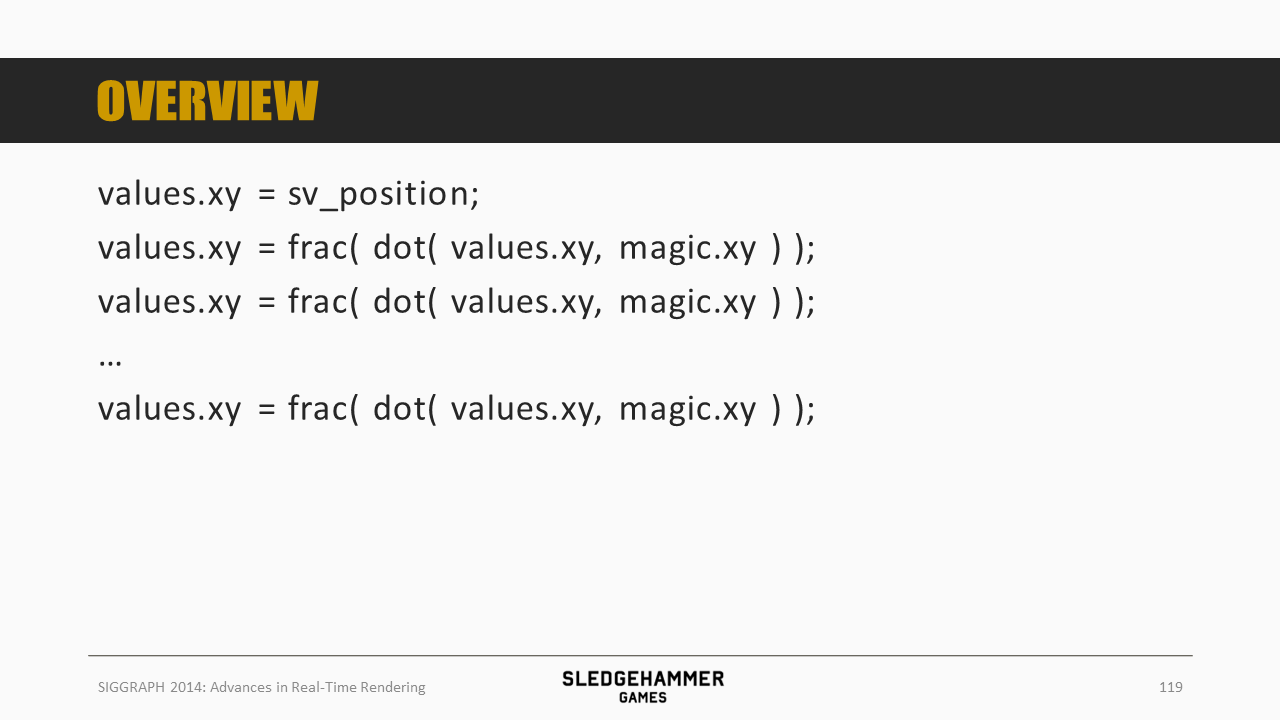 OVERVIEW
values.xy = sv_position;
values.xy = frac( dot( values.xy, magic.xy ) );
values.xy = frac( dot( values.xy, magic.xy ) );
…
values.xy = frac( dot( values.xy, magic.xy ) );
SIGGRAPH 2014: Advances in Real-Time Rendering
SLEDGEHAMMER
GAMES
119